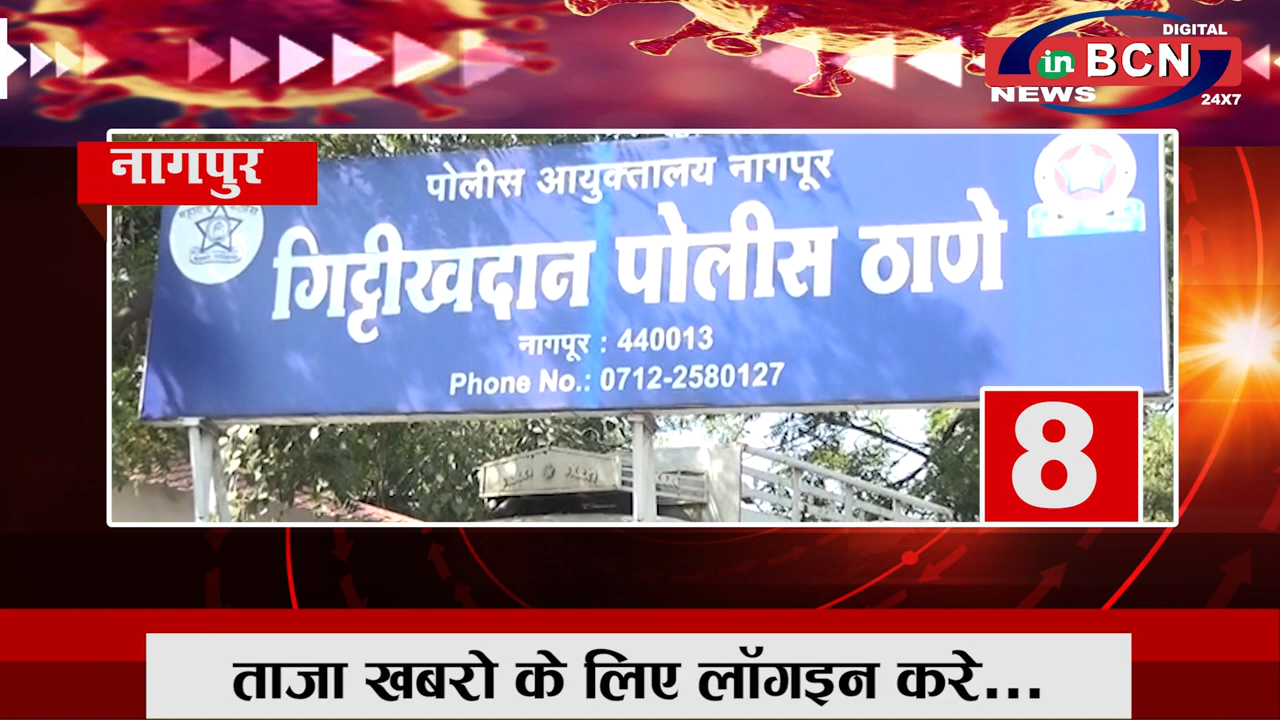 DIGITAL
in BCN
NEWS
24X7
नागपुर
पोलीस आयुक्तालय नागपूर
गिट्टीखदान पोलीस ठाणे
नागपूर : 440013
Phone No.: 0712-2580127
8
ताजा खबरो के लिए लॉगइन करे...